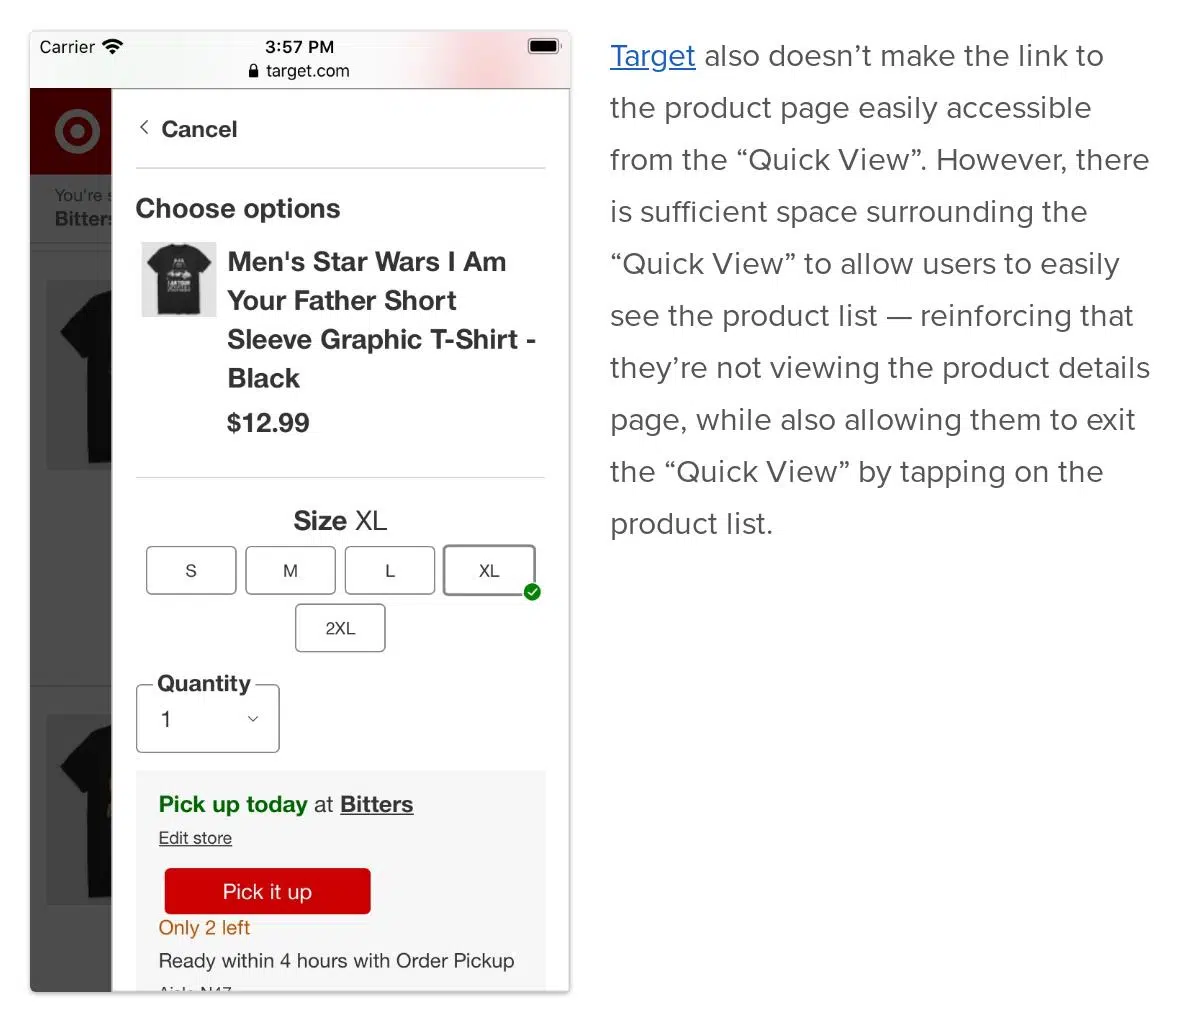 Carrier
3:57 PM
target.com
Cancel
You're
Bitters
Choose options
Men's Star Wars I Am
Your Father Short
Sleeve Graphic T-Shirt -
Black
$12.99
Size XL
S
M
L
XL
2XL
Quantity
1
Pick up today at Bitters
Edit store
Pick it up
Only 2 left
Ready within 4 hours with Order Pickup
Target also doesn’t make the link to
the product page easily accessible
from the “Quick View”. However, there
is sufficient space surrounding the
“Quick View” to allow users to easily
see the product list — reinforcing that
they’re not viewing the product details
page, while also allowing them to exit
the “Quick View” by tapping on the
product list.